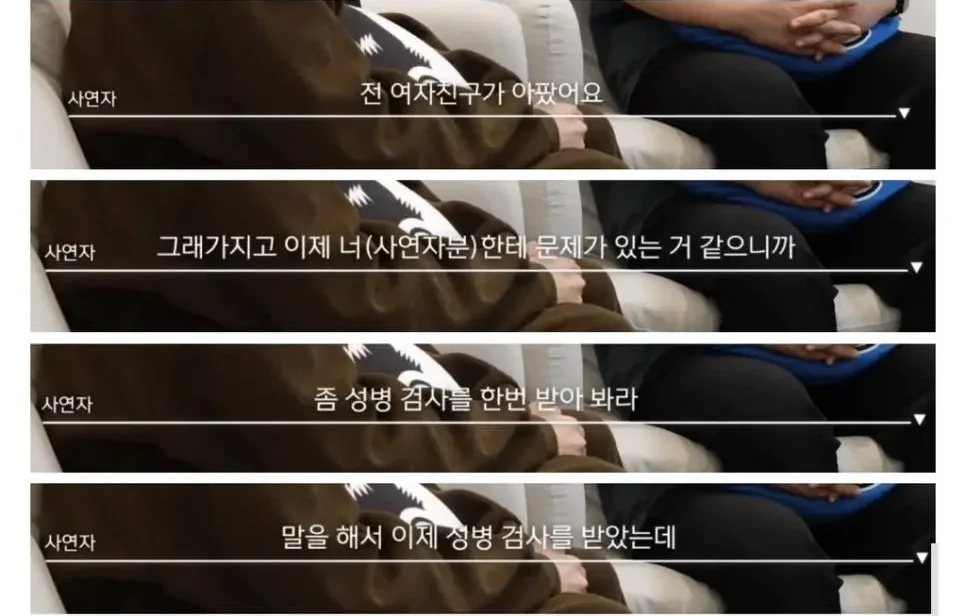 전 여자친구가 아팠어요
사연자
그래가지고 이제 너(사연자분)한테 문제가 있는 거 같으니까
사연자
좀 성병 검사를 한번 받아 봐라
사연자
말을 해서 이제 성병 검사를 받았는데
사연자